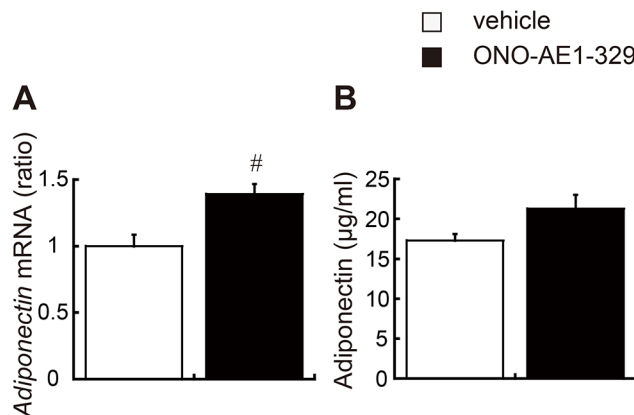 vehicle
ONO-AE1-329
A
B
#
Adiponectin mRNA (ratio)
1.5
1
0.5
0
Adiponectin (µg/ml)
25
20
15
10
5
0